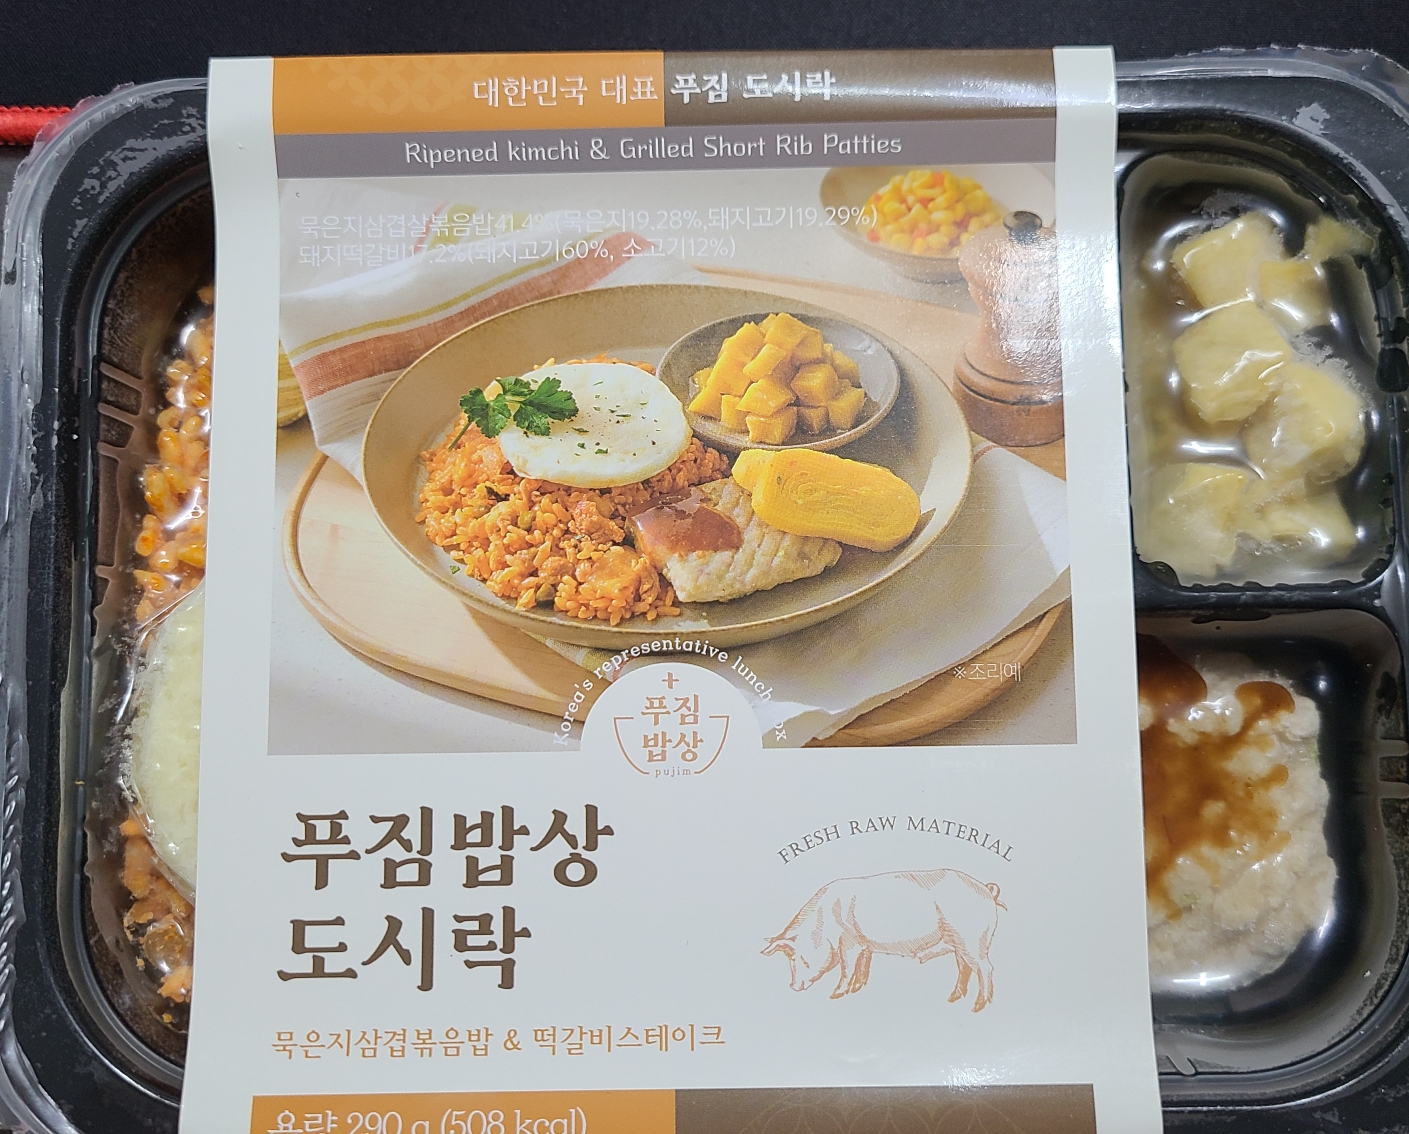 대한민국 대표 푸짐 도시락
Ripened kimchi & Grilled Short Rib Patties
묵은지삼겹살볶음밥41.4%(묵은지19.28%,돼지고기19.29%)
돼지떡갈비17.2%(돼지고기60%, 소고기12%)
※조리예
Korea's representative lunch box
푸짐
밥상
pujim
푸짐밥상
도시락
FRESH RAW MATERIAL
묵은지삼겹볶음밥 & 떡갈비스테이크
용량 290 g (508 kcal)